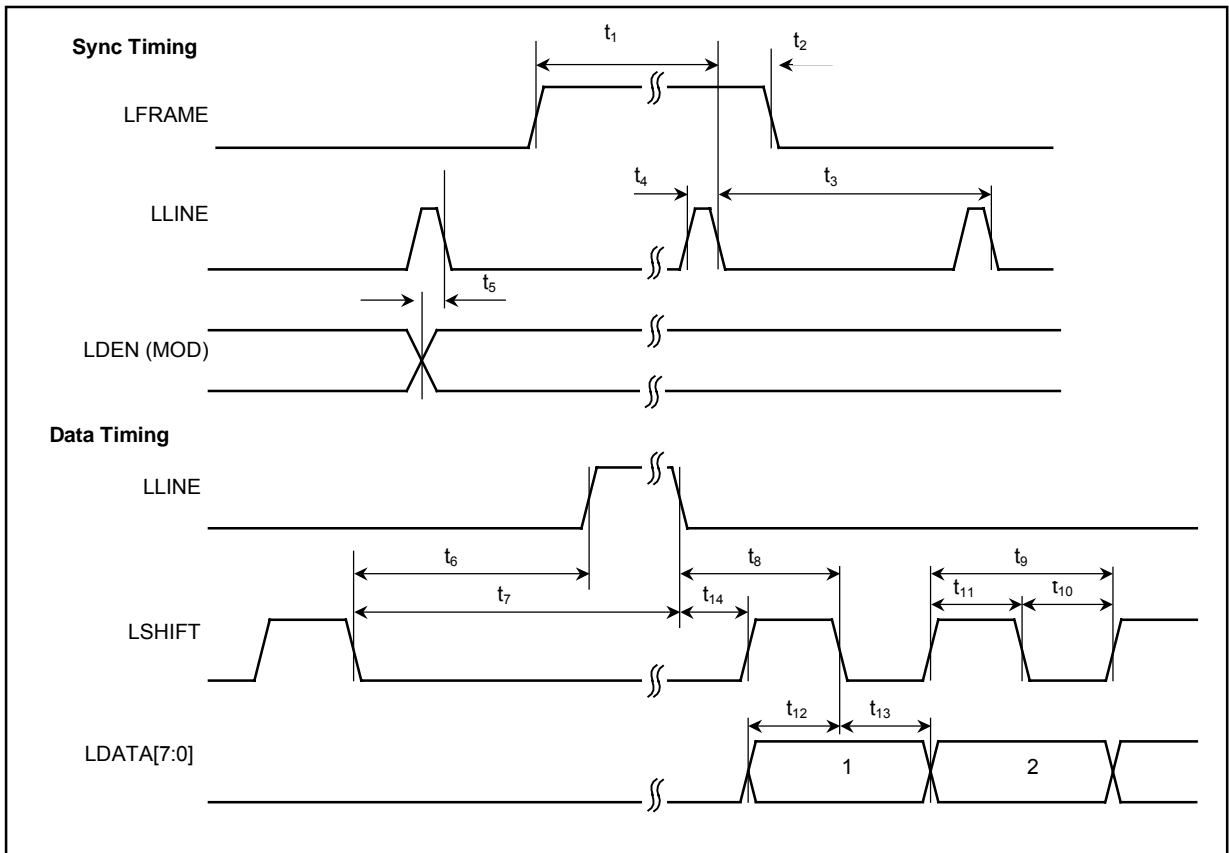 Sync Timing
t1
t2
LFRAME
t4
t3
LLINE
t5
LDEN (MOD)
Data Timing
LLINE
t6
t8
t9
t7
t14
t11
t10
LSHIFT
t12
t13
LDATA[7:0]
1
2